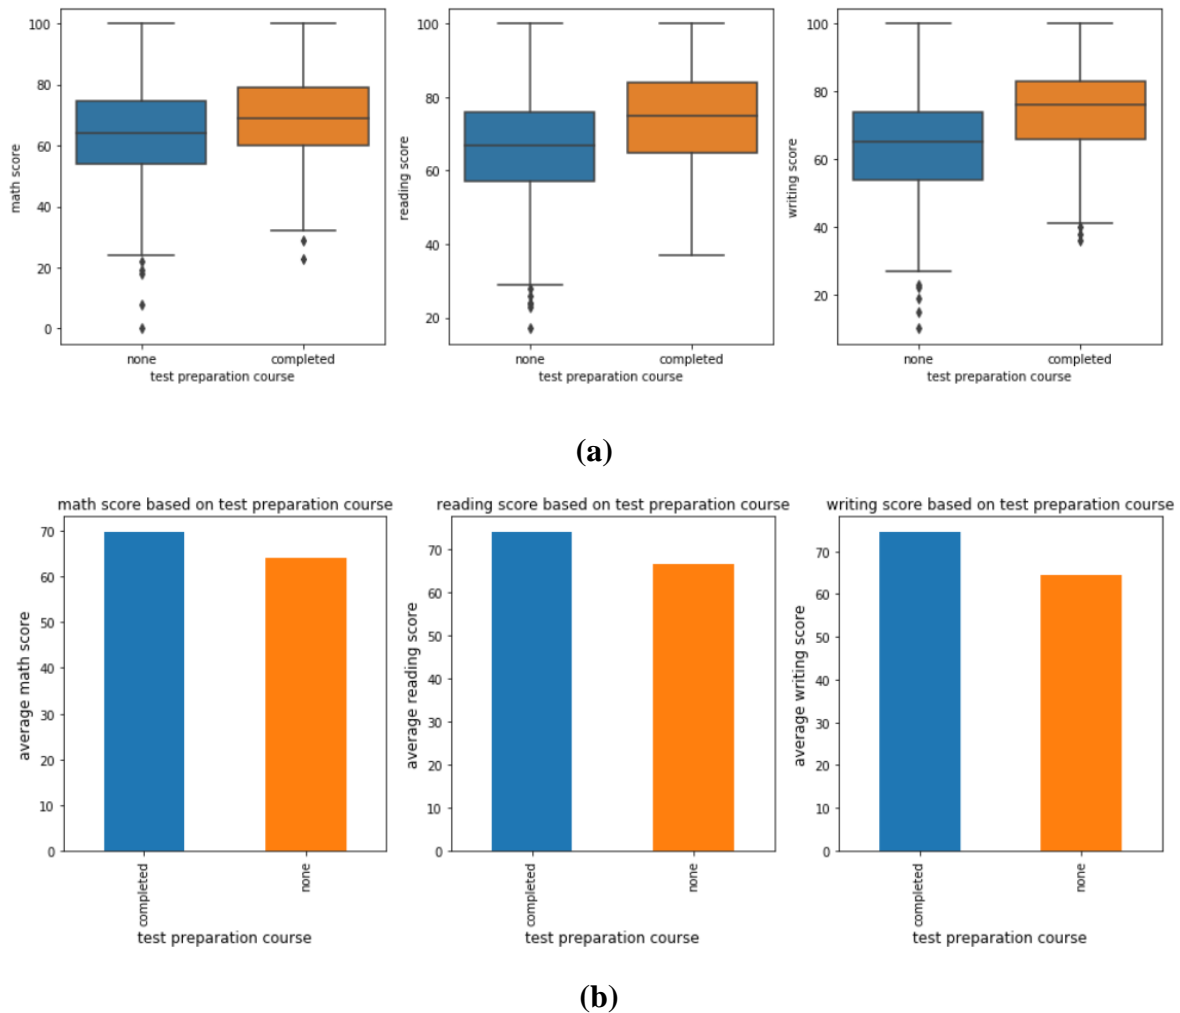 100
80
60
40
20
0
math score
none completed
test preparation course
100
80
60
40
20
reading score
none completed
test preparation course
100
80
60
40
20
writing score
none completed
test preparation course
(a)
math score based on test preparation course
70
60
50
40
30
20
10
0
average math score
completed
none
test preparation course
reading score based on test preparation course
70
60
50
40
30
20
10
0
average reading score
completed
none
test preparation course
writing score based on test preparation course
70
60
50
40
30
20
10
0
average writing score
completed
none
test preparation course
(b)